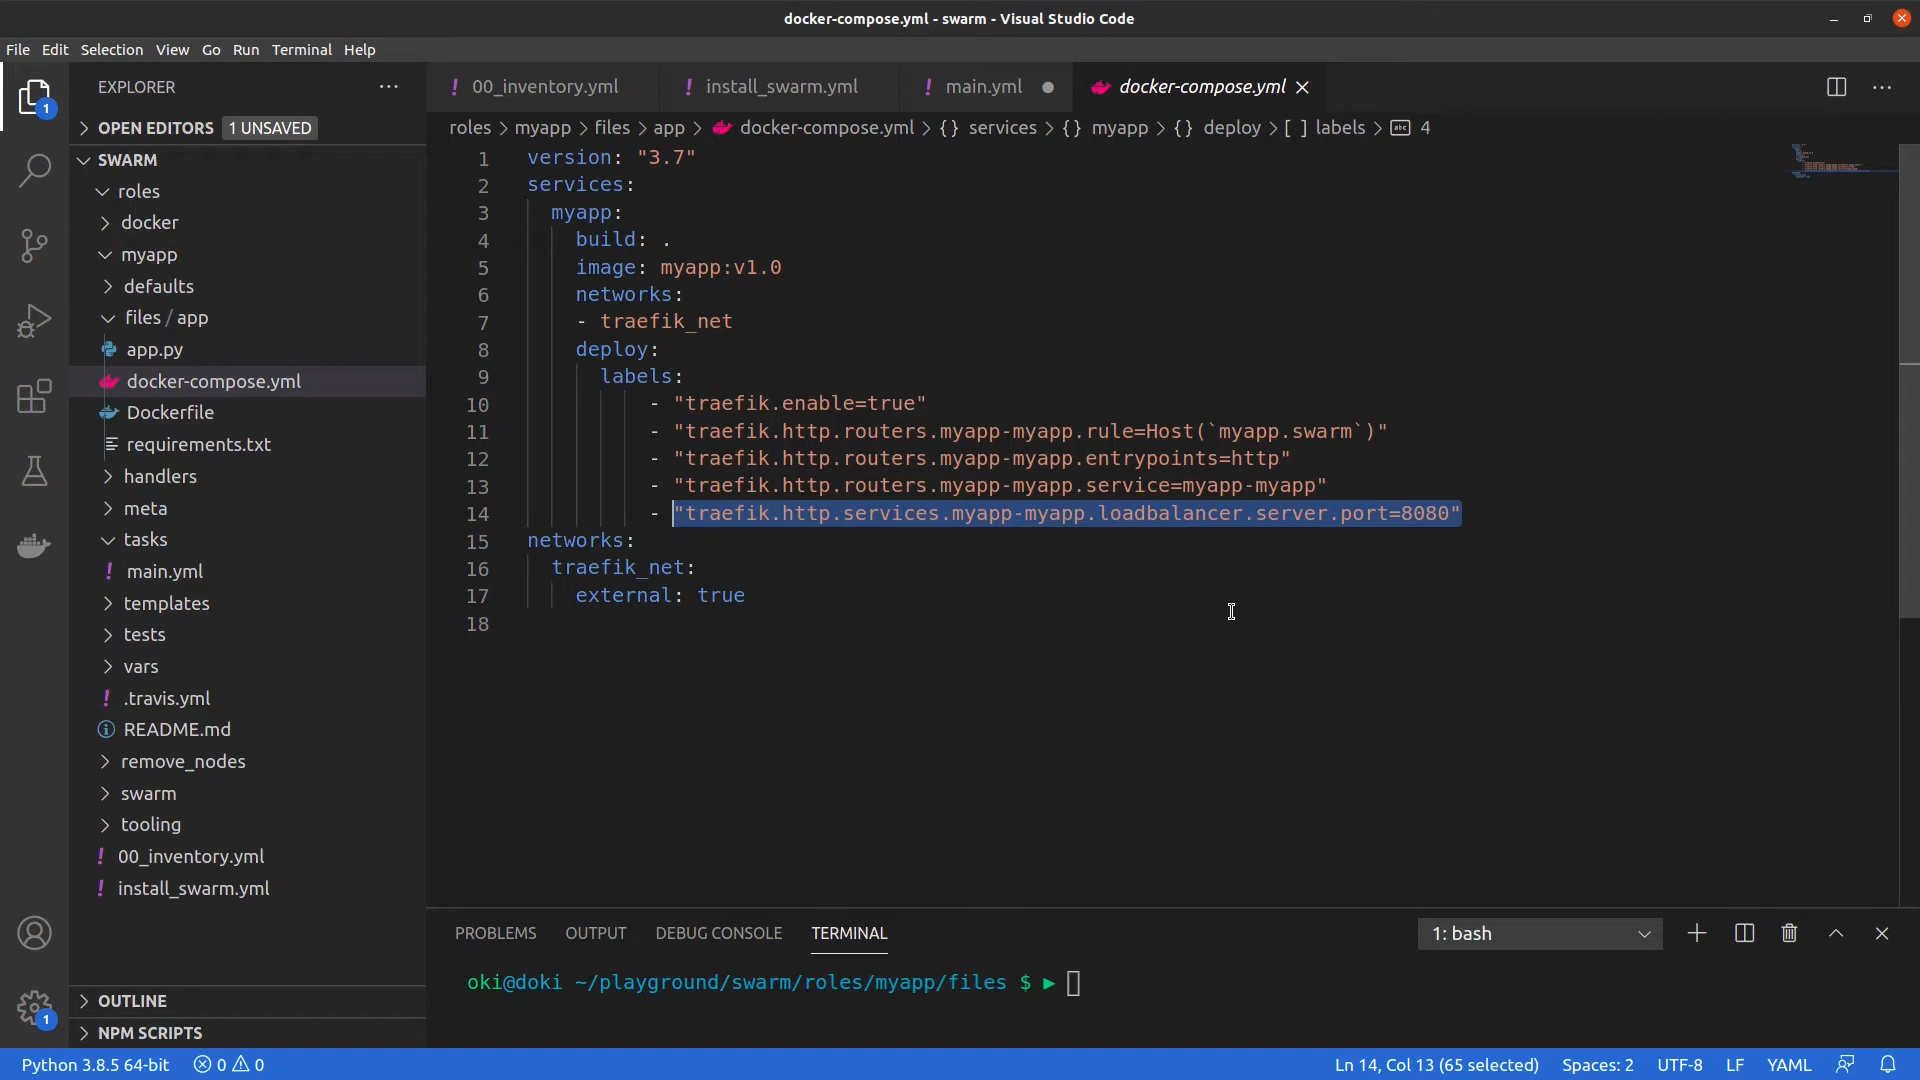 docker-compose.yml - swarm - Visual Studio Code
File Edit Selection View Go Run Terminal Help
EXPLORER
00_inventory.yml install_swarm.yml main.yml docker-compose.yml
OPEN EDITORS 1 UNSAVED
roles > myapp > files > app > docker-compose.yml > {} services > {} myapp > {} deploy > [ ] labels > abc 4
SWARM
roles
docker
myapp
defaults
files / app
app.py
docker-compose.yml
Dockerfile
requirements.txt
handlers
meta
tasks
main.yml
templates
tests
vars
.travis.yml
README.md
remove_nodes
swarm
tooling
00_inventory.yml
install_swarm.yml
OUTLINE
NPM SCRIPTS
1 version: "3.7"
2 services:
3 myapp:
4 build: .
5 image: myapp:v1.0
6 networks:
7 - traefik_net
8 deploy:
9 labels:
10 - "traefik.enable=true"
11 - "traefik.http.routers.myapp-myapp.rule=Host(`myapp.swarm`)"
12 - "traefik.http.routers.myapp-myapp.entrypoints=http"
13 - "traefik.http.routers.myapp-myapp.service=myapp-myapp"
14 - "traefik.http.services.myapp-myapp.loadbalancer.server.port=8080"
15 networks:
16 traefik_net:
17 external: true
18
PROBLEMS OUTPUT DEBUG CONSOLE TERMINAL 1: bash
oki@doki ~/playground/swarm/roles/myapp/files $
1
1
Python 3.8.5 64-bit 0 0 Ln 14, Col 13 (65 selected) Spaces: 2 UTF-8 LF YAML